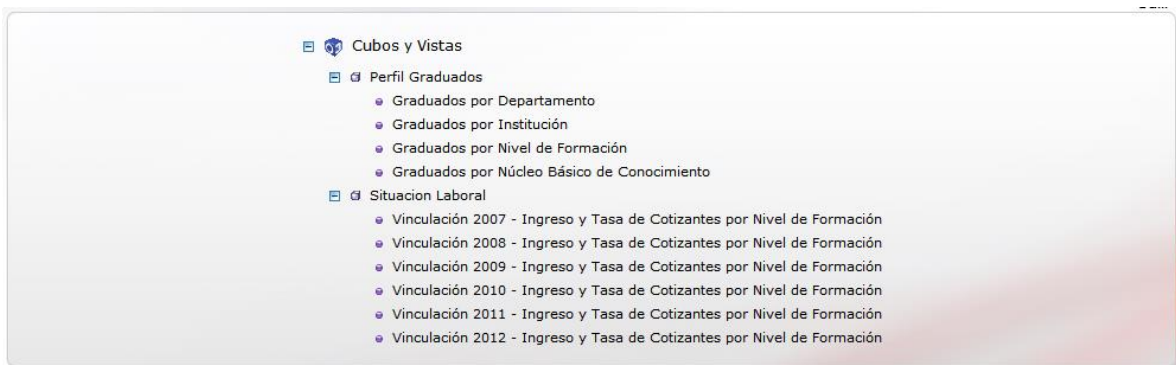 Cubos y Vistas
Perfil Graduados
Graduados por Departamento
Graduados por Institución
Graduados por Nivel de Formación
Graduados por Núcleo Básico de Conocimiento
Situacion Laboral
Vinculación 2007 - Ingreso y Tasa de Cotizantes por Nivel de Formación
Vinculación 2008 - Ingreso y Tasa de Cotizantes por Nivel de Formación
Vinculación 2009 - Ingreso y Tasa de Cotizantes por Nivel de Formación
Vinculación 2010 - Ingreso y Tasa de Cotizantes por Nivel de Formación
Vinculación 2011 - Ingreso y Tasa de Cotizantes por Nivel de Formación
Vinculación 2012 - Ingreso y Tasa de Cotizantes por Nivel de Formación